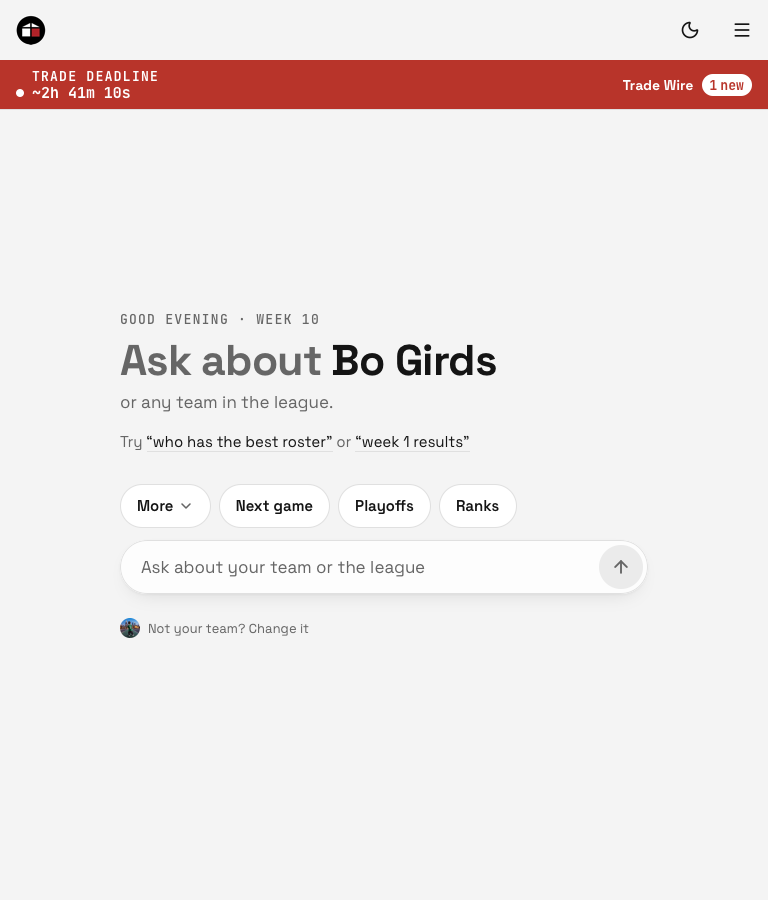 TRADE DEADLINE
~2h 41m 10s
Trade Wire 1 new
GOOD EVENING · WEEK 10
Ask about Bo Girds
or any team in the league.
Try “who has the best roster” or “week 1 results”
More Next game Playoffs Ranks
Ask about your team or the league
Not your team? Change it